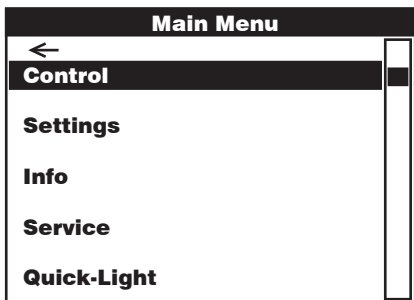 Main Menu
←
Control
Settings
Info
Service
Quick-Light